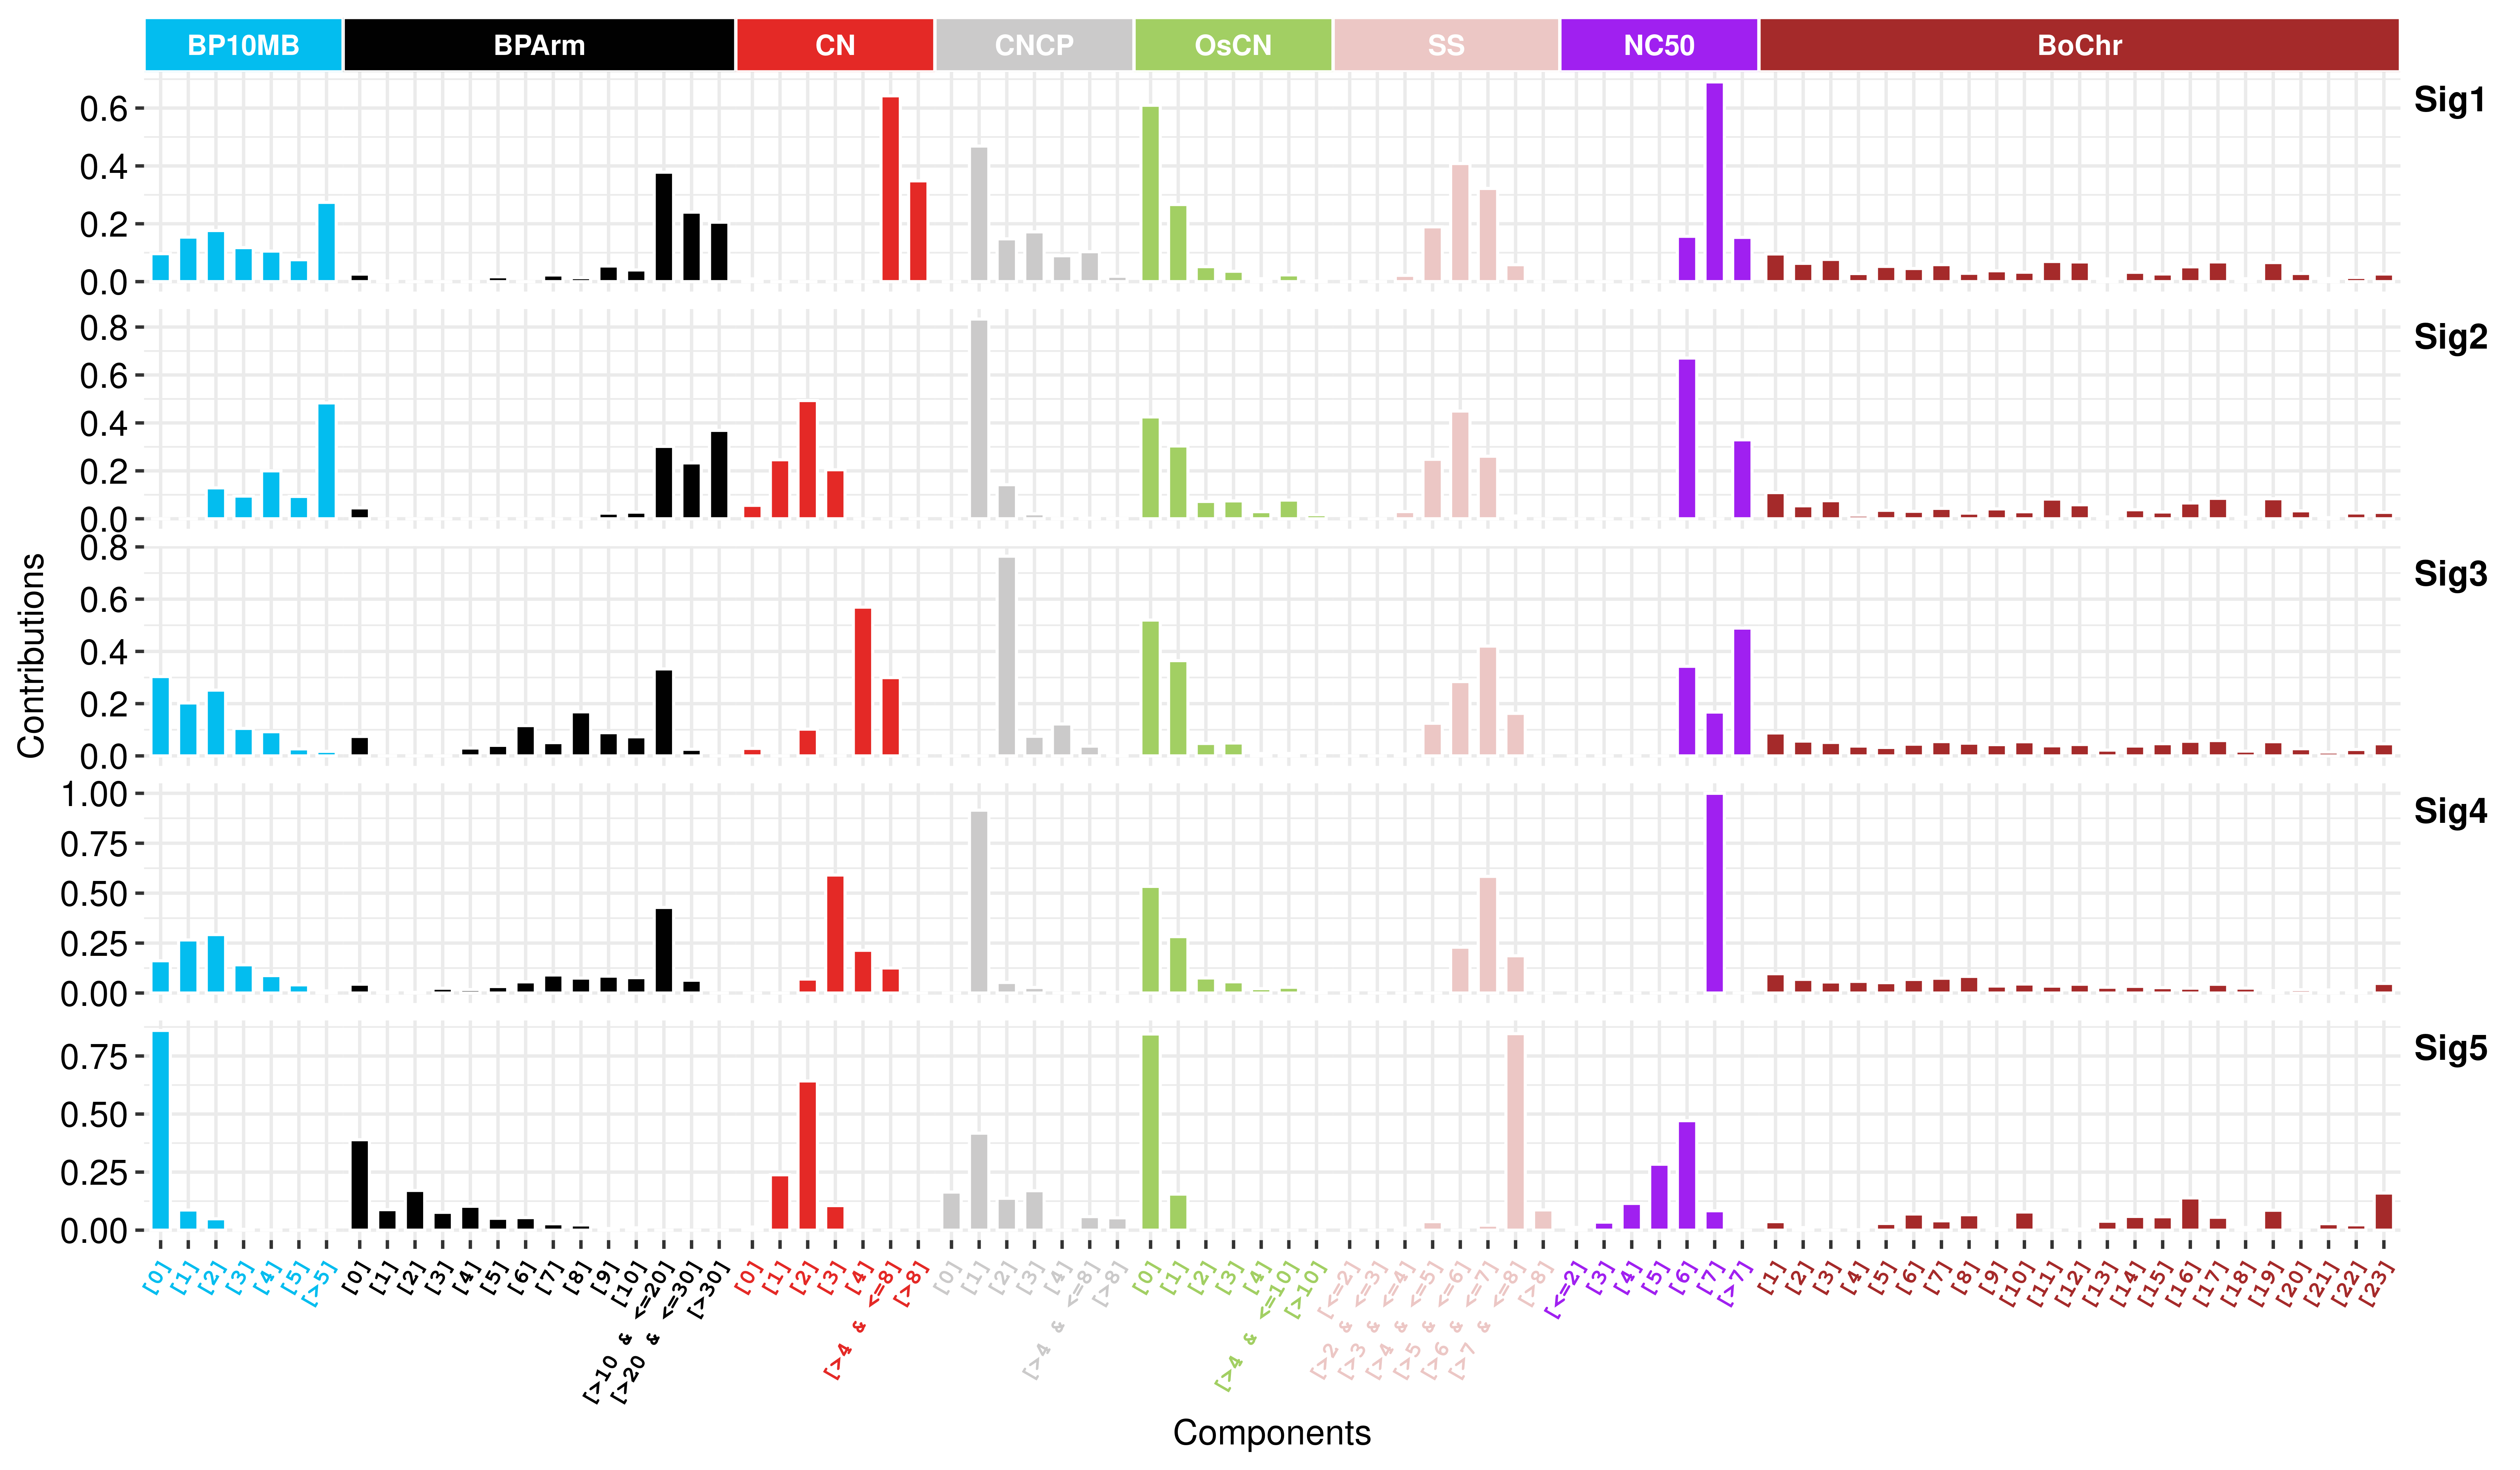 BP10MB BPArm CN CNCP OsCN SS NC50 BoChr
Contributions
0.6
0.4
0.2
0.0
Sig1
0.8
0.6
0.4
0.2
0.0
Sig2
0.8
0.6
0.4
0.2
0.0
Sig3
1.00
0.75
0.50
0.25
0.00
Sig4
0.75
0.50
0.25
0.00
Sig5
[0] [1] [2] [3] [4] [5] [>5] [0] [1] [2] [3] [4] [5] [6] [7] [8] [9] [10] [>10 & <=20] [>20 & <=30] [>30] [0] [1] [2] [3] [4] [>4 & <=8] [>8] [0] [1] [2] [3] [4] [>4 & <=8] [>8] [0] [1] [2] [3] [4] [>4 & <=10] [>10] [<=2] [>2 & <=3] [>3 & <=4] [>4 & <=5] [>5 & <=6] [>6 & <=7] [>7 & <=8] [>8] [<=2] [3] [4] [5] [6] [7] [>7] [1] [2] [3] [4] [5] [6] [7] [8] [9] [10] [11] [12] [13] [14] [15] [16] [17] [18] [19] [20] [21] [22] [23]
Components